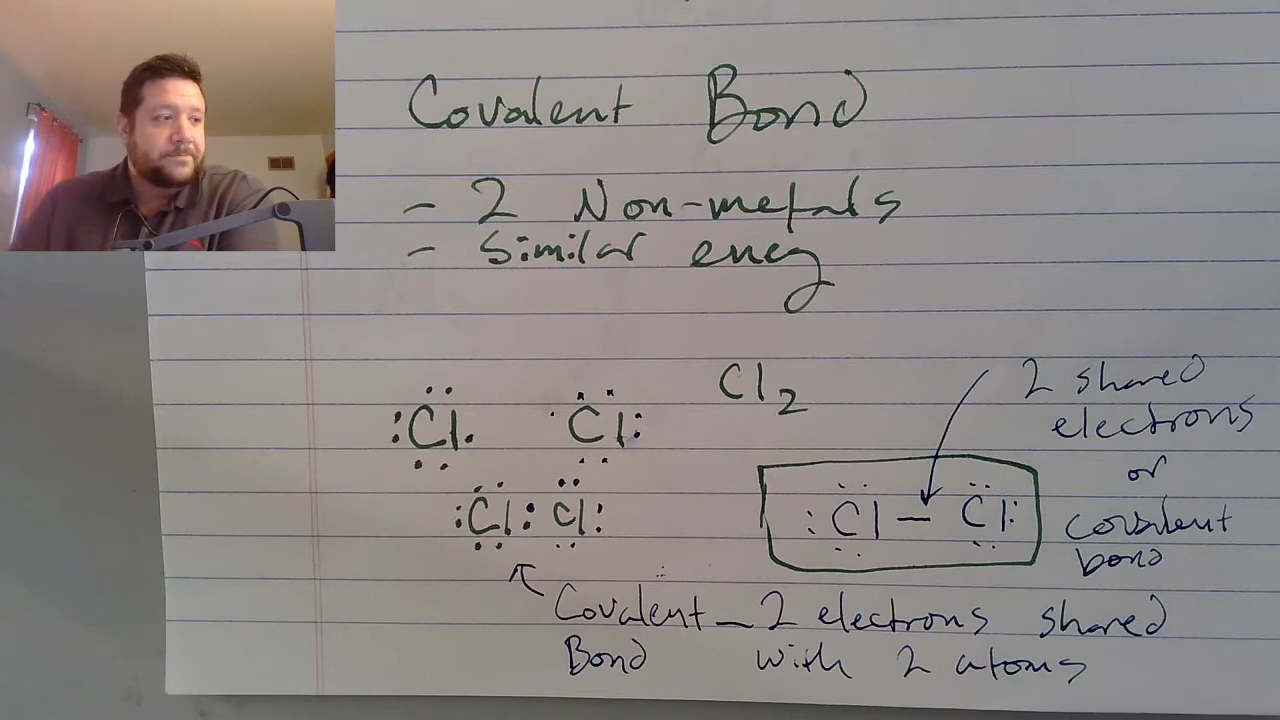 Covalent Bond
- 2 Non-metals
- Similar energy
:Cl. .Cl: Cl2
2 shared
electrons
or
covalent
bond
:Cl:Cl: :Cl–Cl:
Covalent – 2 electrons shared
Bond with 2 atoms